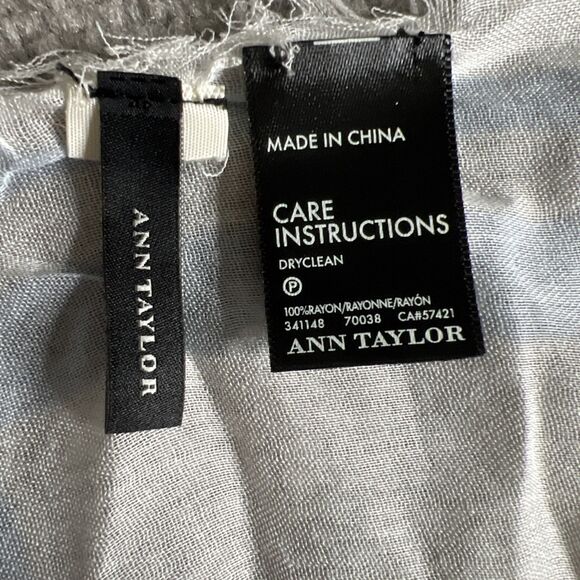 ANN TAYLOR
MADE IN CHINA
CARE
INSTRUCTIONS
DRYCLEAN
P
100%RAYON/RAYONNE/RAYÓN
341148 70038 CA#57421
ANN TAYLOR